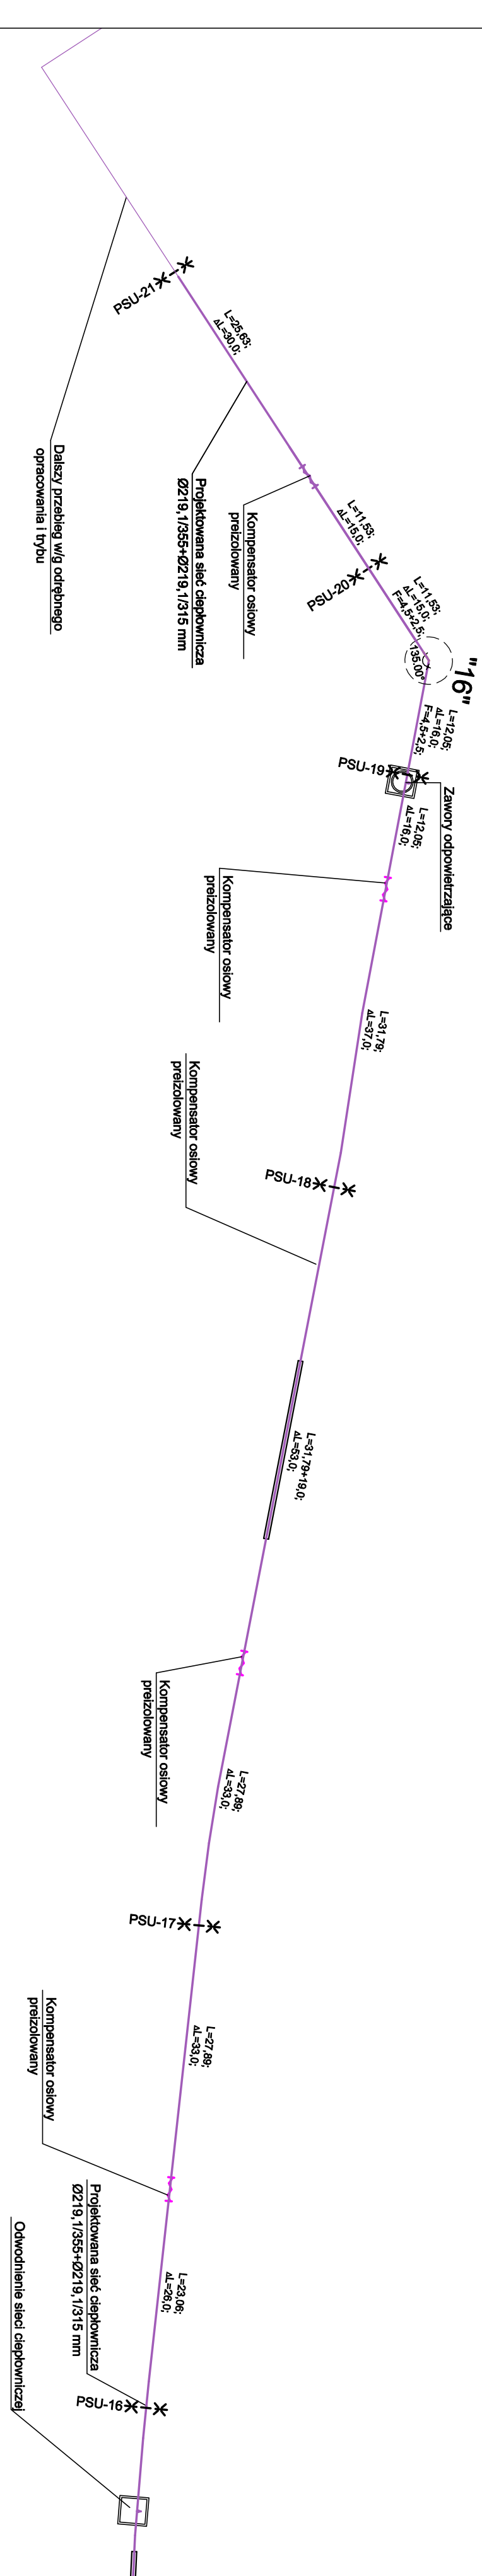 PSU-21
L=25,63;
ΔL=30,0;
Dalszy przebieg w/g odrębnego
opracowania i trybu
Projektowana sieć ciepłownicza
Ø219,1/355+Ø219,1/315 mm
Kompensator osiowy
preizolowany
L=11,53;
ΔL=15,0;
PSU-20
L=11,53;
ΔL=15,0;
F=4,5+2,5;
135.00°
"16"
L=12,05;
ΔL=16,0;
F=4,5+2,5;
PSU-19
Zawory odpowietrzające
L=12,05;
ΔL=16,0;
Kompensator osiowy
preizolowany
L=31,79;
ΔL=37,0;
Kompensator osiowy
preizolowany
PSU-18
L=31,79+19,0;
ΔL=53,0;
Kompensator osiowy
preizolowany
L=27,89;
ΔL=33,0;
PSU-17
L=27,89;
ΔL=33,0;
Kompensator osiowy
preizolowany
L=23,06;
ΔL=26,0;
Projektowana sieć ciepłownicza
Ø219,1/355+Ø219,1/315 mm
PSU-16
Odwodnienie sieci ciepłowniczej